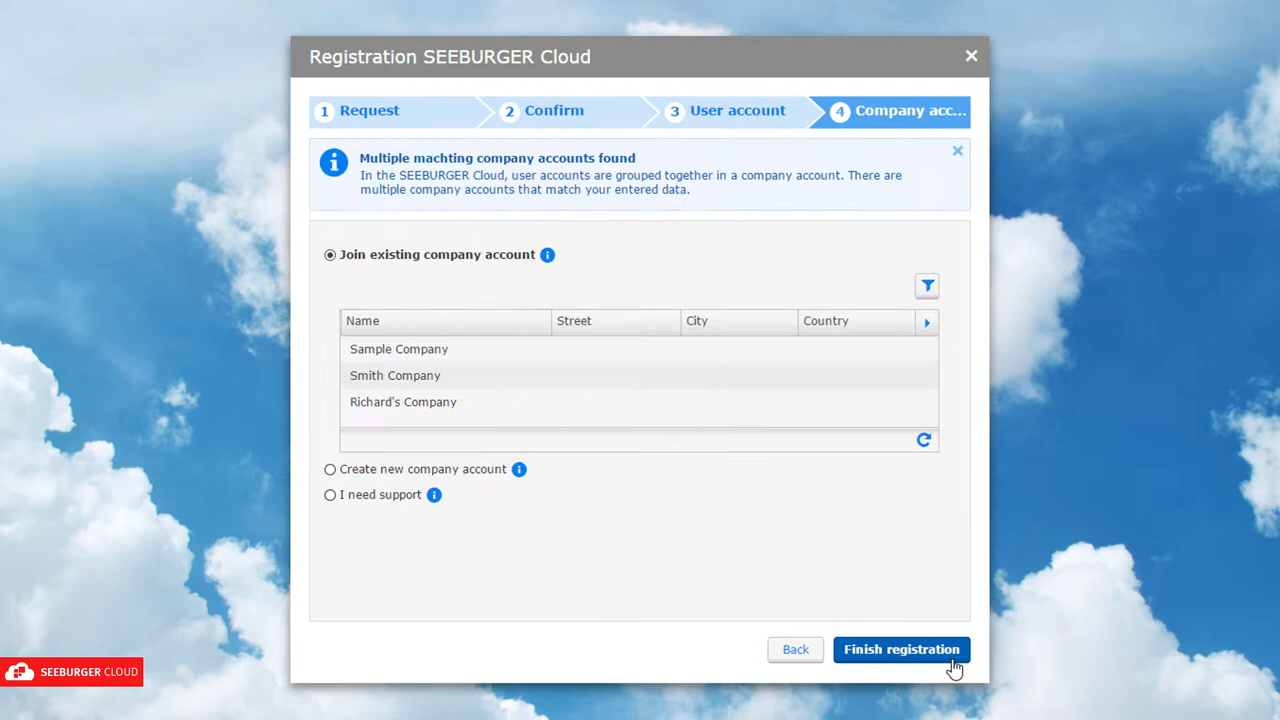 Registration SEEBURGER Cloud
1 Request
2 Confirm
3 User account
4 Company acc...
Multiple machting company accounts found
In the SEEBURGER Cloud, user accounts are grouped together in a company account. There are
multiple company accounts that match your entered data.
Join existing company account
Name Street City Country
Sample Company
Smith Company
Richard's Company
Create new company account
I need support
Back
Finish registration
SEEBURGER CLOUD